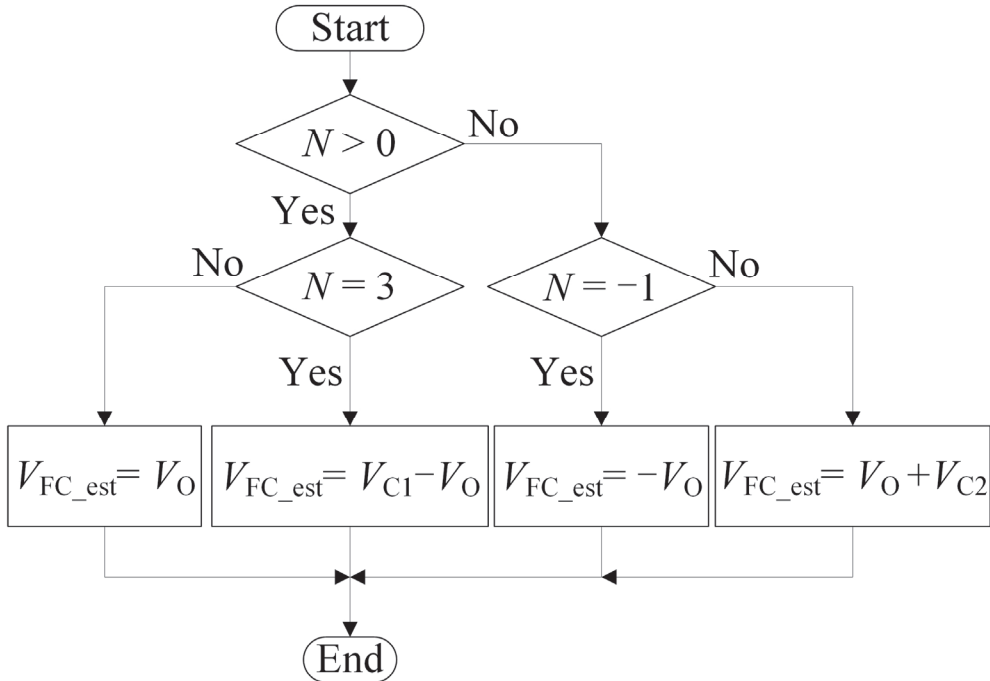 Start
N > 0
No
Yes
No
N = 3
N = −1
No
Yes
Yes
V_FC_est = V_O
V_FC_est = V_C1 − V_O
V_FC_est = −V_O
V_FC_est = V_O + V_C2
End